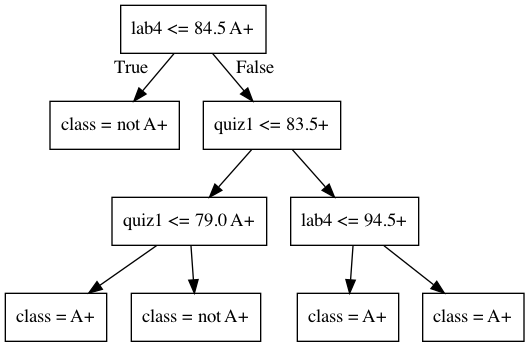 lab4 <= 84.5 A+
True
False
class = not A+
quiz1 <= 83.5+
quiz1 <= 79.0 A+
lab4 <= 94.5+
class = A+
class = not A+
class = A+
class = A+